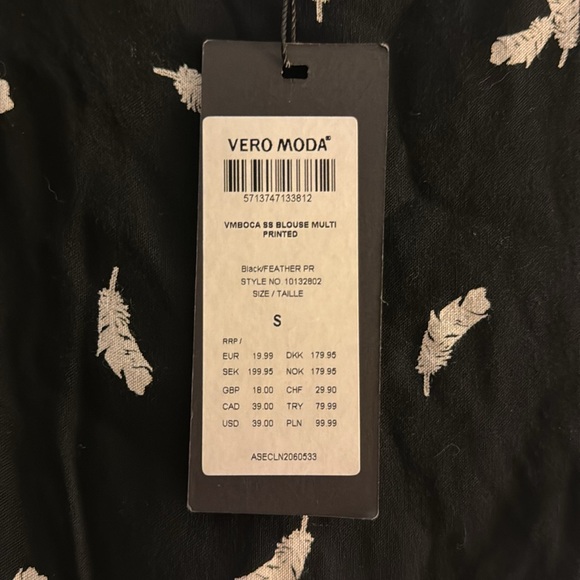 VERO MODA®
5713747133812
VMBOCA SS BLOUSE MULTI
PRINTED
Black/FEATHER PR
STYLE NO 10132802
SIZE / TAILLE
S
RRP /
EUR 19.99 DKK 179.95
SEK 199.95 NOK 179.95
GBP 18.00 CHF 29.90
CAD 39.00 TRY 79.99
USD 39.00 PLN 99.99
ASECLN2060533